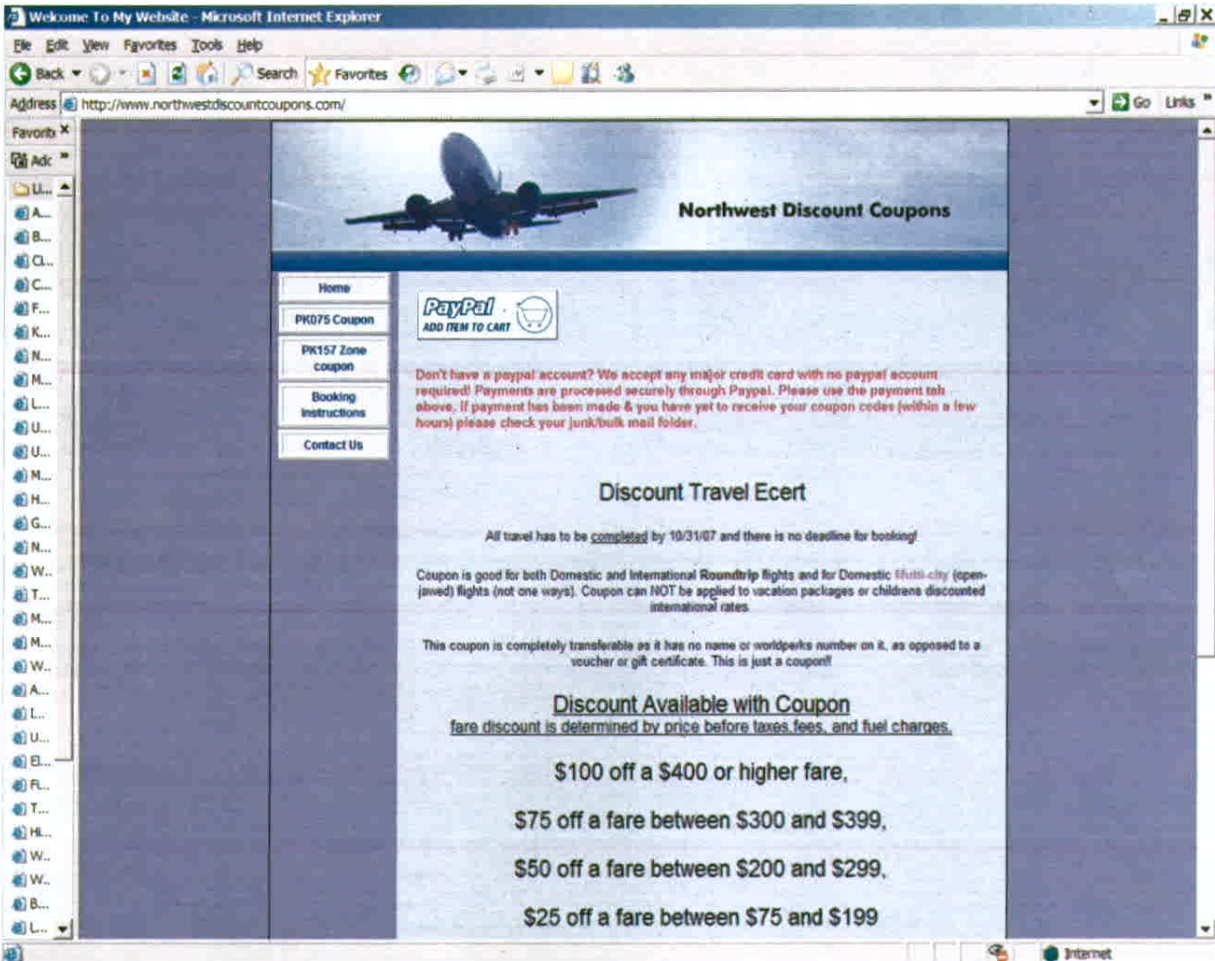 Welcome To My Website - Microsoft Internet Explorer
File Edit View Favorites Tools Help
Back Search Favorites
Address http://www.northwestdiscountcoupons.com/ Go Links »
Favorit ×
Adc »
Li...
A...
B...
Cl...
C...
F...
K...
N...
M...
L...
U...
U...
M...
H...
G...
N...
W...
T...
M...
M...
W...
A...
I...
U...
El...
Fi...
T...
Hi...
W..
W..
B...
L...
Northwest Discount Coupons
Home
PK075 Coupon
PK157 Zone
coupon
Booking
Instructions
Contact Us
PayPal
ADD ITEM TO CART
Don't have a paypal account? We accept any major credit card with no paypal account
required! Payments are processed securely through Paypal. Please use the payment tab
above. If payment has been made & you have yet to receive your coupon codes (within a few
hours) please check your junk/bulk mail folder.
Discount Travel Ecert
All travel has to be completed by 10/31/07 and there is no deadline for booking!
Coupon is good for both Domestic and International Roundtrip flights and for Domestic Multi-city (open-
jawed) flights (not one ways). Coupon can NOT be applied to vacation packages or childrens discounted
international rates
This coupon is completely transferable as it has no name or worldperks number on it, as opposed to a
voucher or gift certificate. This is just a coupon!!
Discount Available with Coupon
fare discount is determined by price before taxes,fees, and fuel charges.
$100 off a $400 or higher fare,
$75 off a fare between $300 and $399,
$50 off a fare between $200 and $299,
$25 off a fare between $75 and $199
Internet